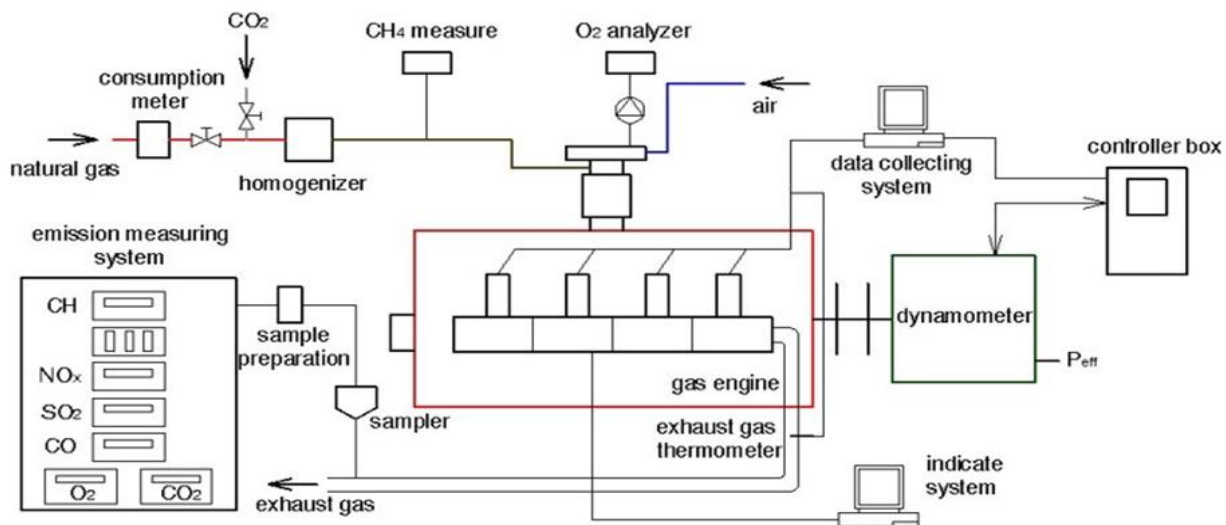 CO₂
CH₄ measure
O₂ analyzer
consumption
meter
air
natural gas
homogenizer
data collecting
system
controller box
emission measuring
system
CH
NOₓ
SO₂
CO
O₂
CO₂
sample
preparation
sampler
dynamometer
Pₑff
gas engine
exhaust gas
thermometer
exhaust gas
indicate
system